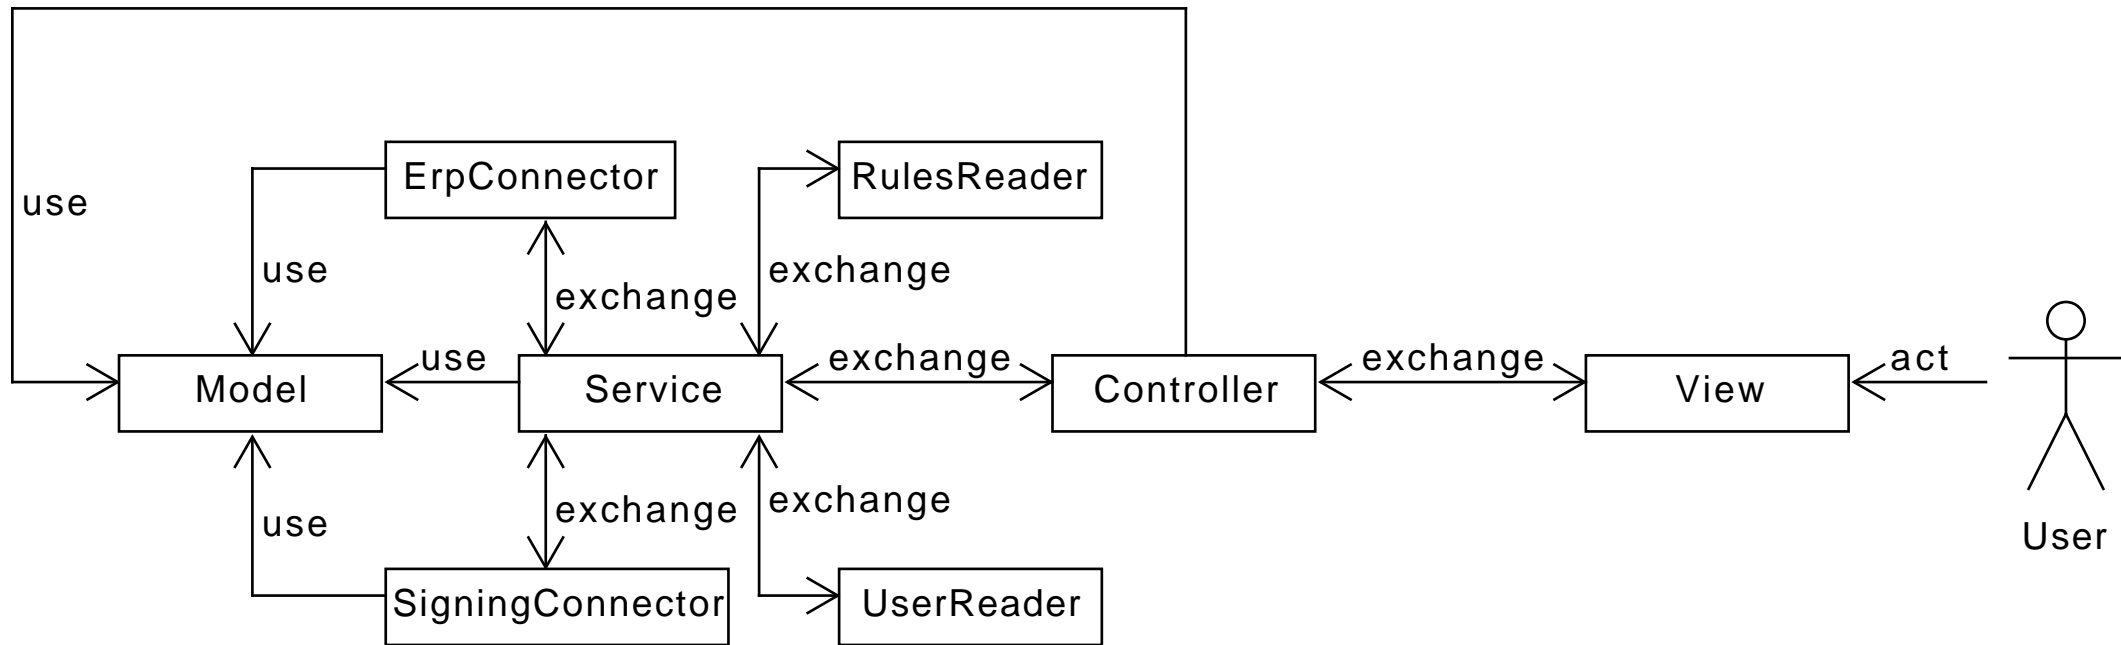 ErpConnector
RulesReader
use
use
exchange
exchange
Model
use
Service
exchange
Controller
exchange
View
act
use
exchange
exchange
User
SigningConnector
UserReader